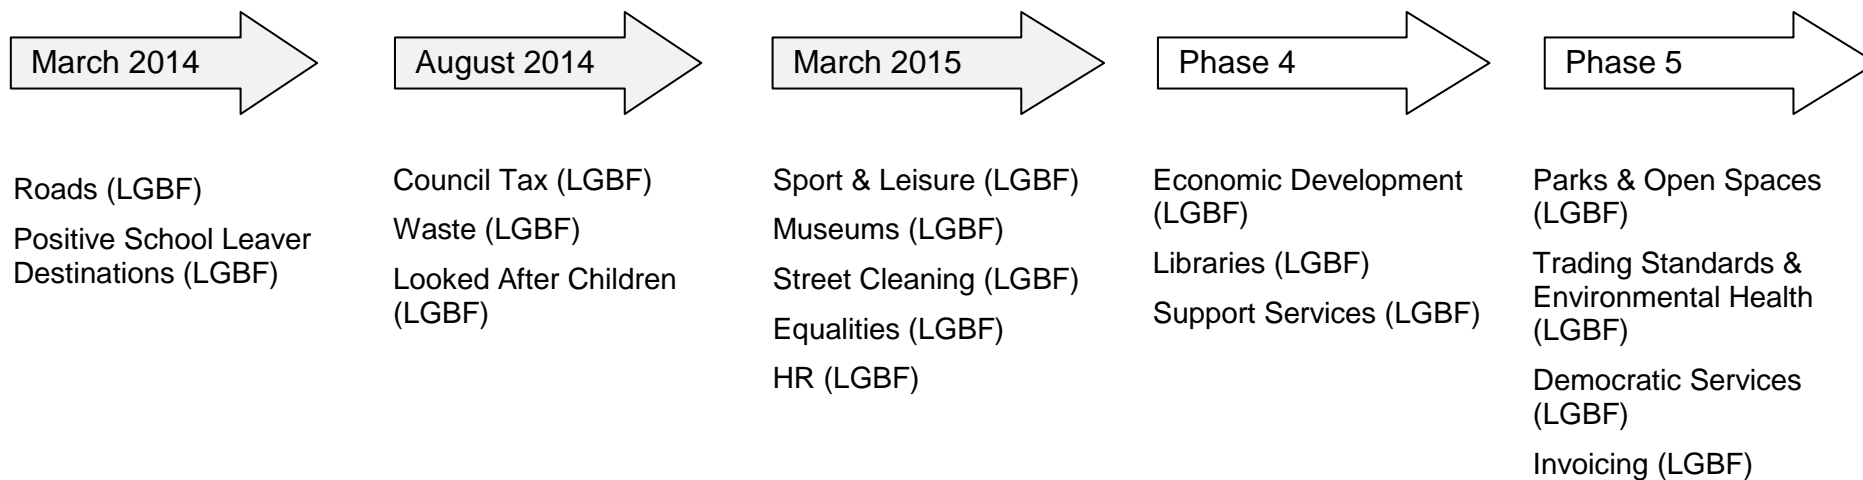 March 2014
August 2014
March 2015
Phase 4
Phase 5
Roads (LGBF)
Positive School Leaver
Destinations (LGBF)
Council Tax (LGBF)
Waste (LGBF)
Looked After Children
(LGBF)
Sport & Leisure (LGBF)
Museums (LGBF)
Street Cleaning (LGBF)
Equalities (LGBF)
HR (LGBF)
Economic Development
(LGBF)
Libraries (LGBF)
Support Services (LGBF)
Parks & Open Spaces
(LGBF)
Trading Standards &
Environmental Health
(LGBF)
Democratic Services
(LGBF)
Invoicing (LGBF)